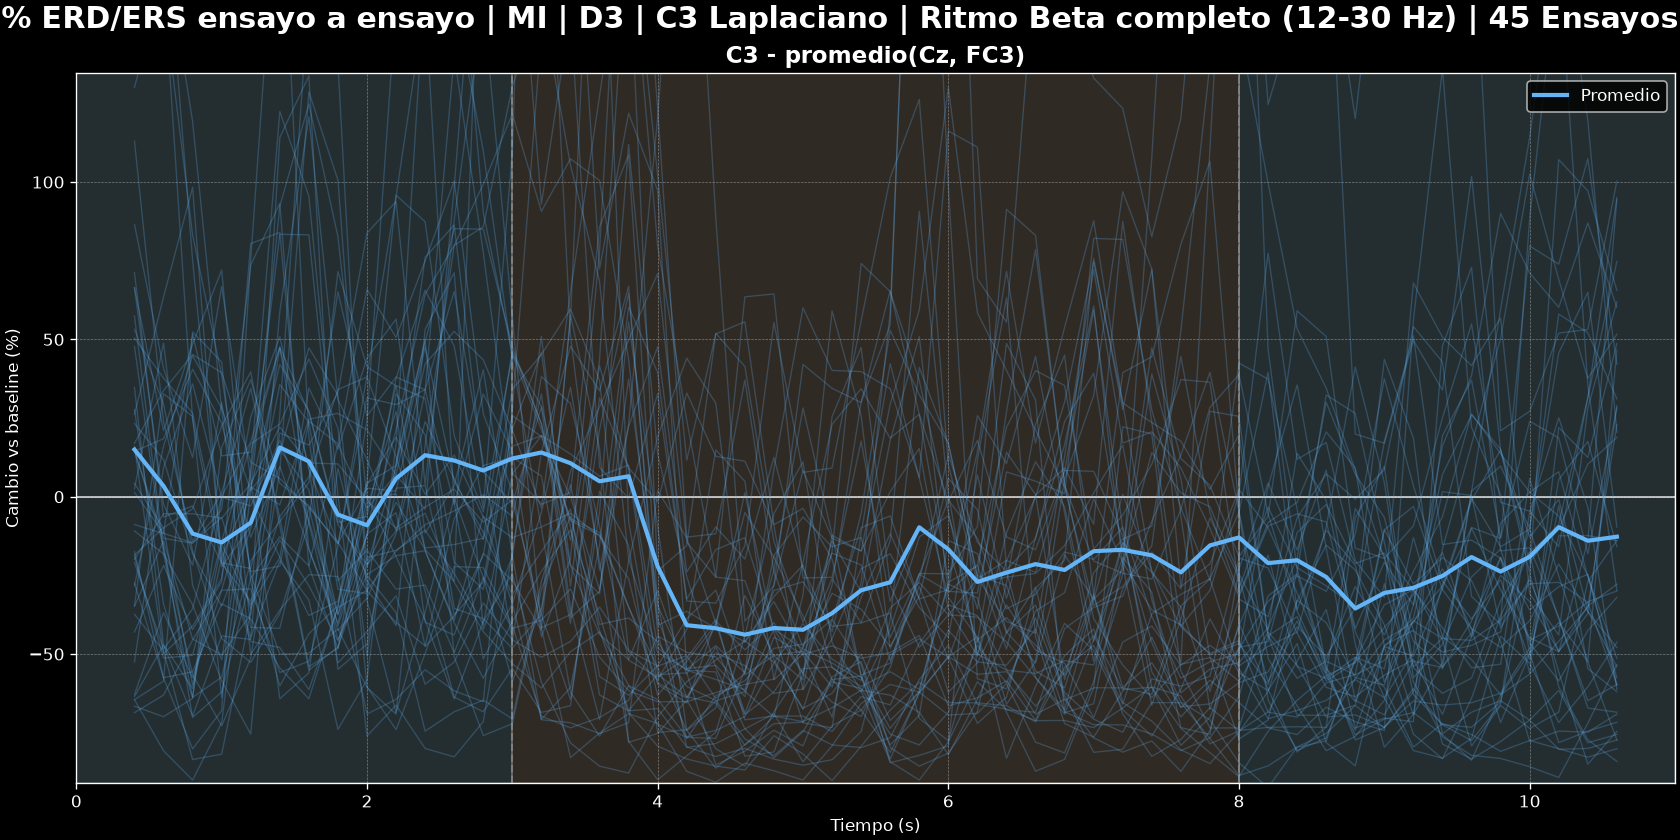 % ERD/ERS ensayo a ensayo | MI | D3 | C3 Laplaciano | Ritmo Beta completo (12-30 Hz) | 45 Ensayos
C3 - promedio(Cz, FC3)
Promedio
Cambio vs baseline (%)
100
50
0
−50
0
2
4
6
8
10
Tiempo (s)